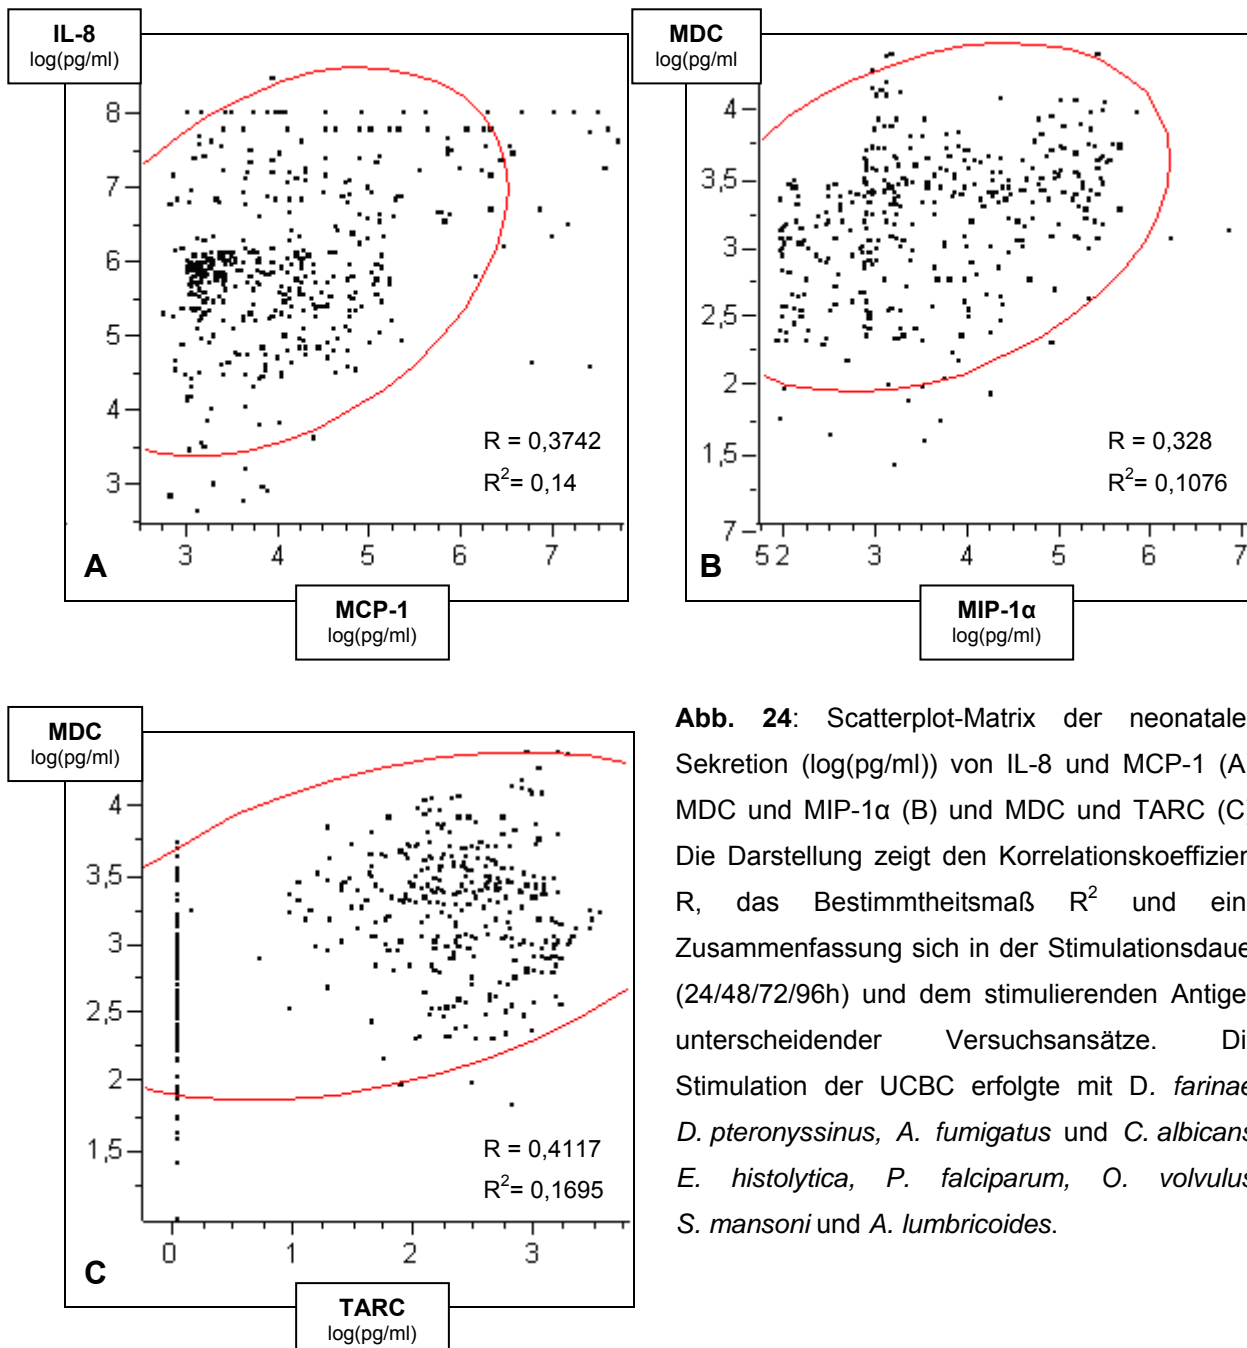 IL-8
log(pg/ml)
8
7
6
5
4
3
3 4 5 6 7
R = 0,3742
R²= 0,14
A
MCP-1
log(pg/ml)
MDC
log(pg/ml
4
3,5
3
2,5
2
1,5
7
5 2 3 4 5 6 7
R = 0,328
R²= 0,1076
B
MIP-1α
log(pg/ml)
MDC
log(pg/ml)
4
3,5
3
2,5
2
1,5
0 1 2 3
R = 0,4117
R²= 0,1695
C
TARC
log(pg/ml)
Abb. 24: Scatterplot-Matrix der neonatale
Sekretion (log(pg/ml)) von IL-8 und MCP-1 (A
MDC und MIP-1α (B) und MDC und TARC (C
Die Darstellung zeigt den Korrelationskoeffizien
R, das Bestimmtheitsmaß R² und ein
Zusammenfassung sich in der Stimulationsdaue
(24/48/72/96h) und dem stimulierenden Antige
unterscheidender Versuchsansätze. Di
Stimulation der UCBC erfolgte mit D. farinae
D. pteronyssinus, A. fumigatus und C. albicans
E. histolytica, P. falciparum, O. volvulus
S. mansoni und A. lumbricoides.